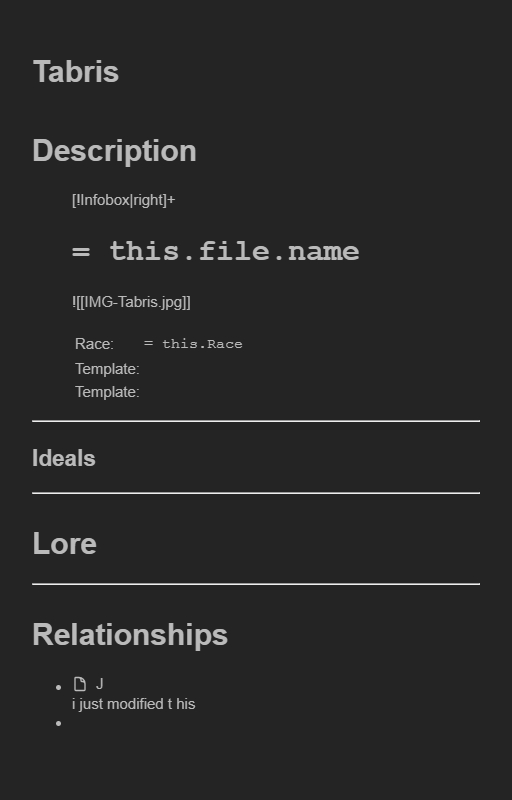 Tabris
Description
[!Infobox|right]+
= this.file.name
![[IMG-Tabris.jpg]]
Race: = this.Race
Template:
Template:
Ideals
Lore
Relationships
J
i just modified t his